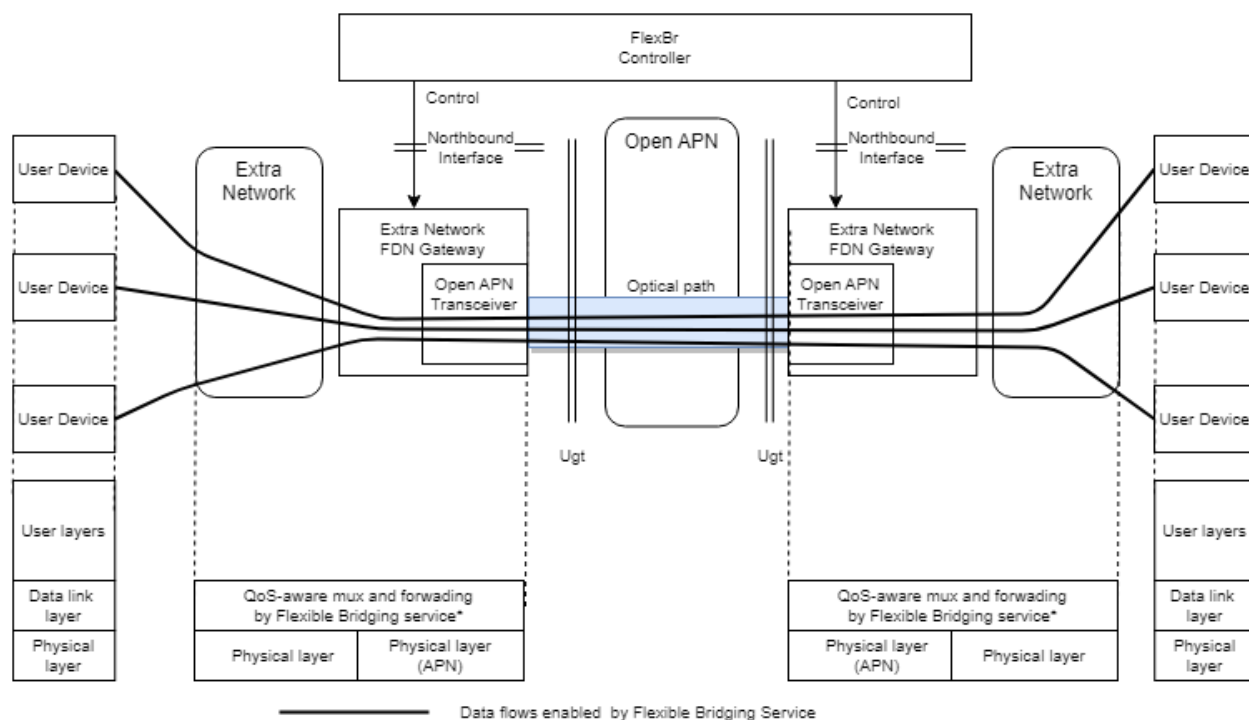 FlexBr
Controller
Control
Control
Northbound
Interface
Northbound
Interface
Open APN
User Device
User Device
Extra
Network
Extra
Network
Extra Network
FDN Gateway
Extra Network
FDN Gateway
User Device
User Device
Open APN
Transceiver
Optical path
Open APN
Transceiver
User Device
User Device
Ugt
Ugt
User layers
User layers
Data link
layer
QoS-aware mux and forwading
by Flexible Bridging service*
QoS-aware mux and forwading
by Flexible Bridging service*
Data link
layer
Physical
layer
Physical layer
Physical layer
(APN)
Physical layer
(APN)
Physical layer
Physical
layer
Data flows enabled by Flexible Bridging Service